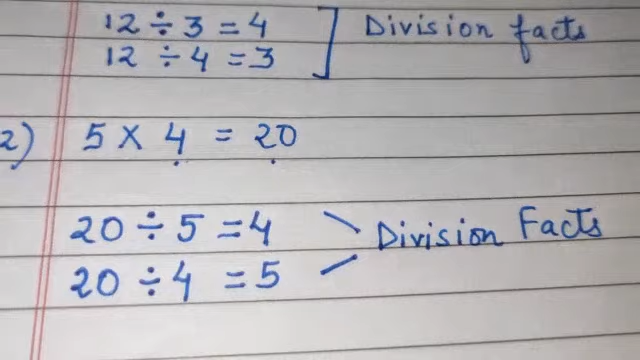 12 ÷ 3 = 4
12 ÷ 4 = 3
Division facts
2) 5 × 4 = 20
20 ÷ 5 = 4
20 ÷ 4 = 5
Division Facts